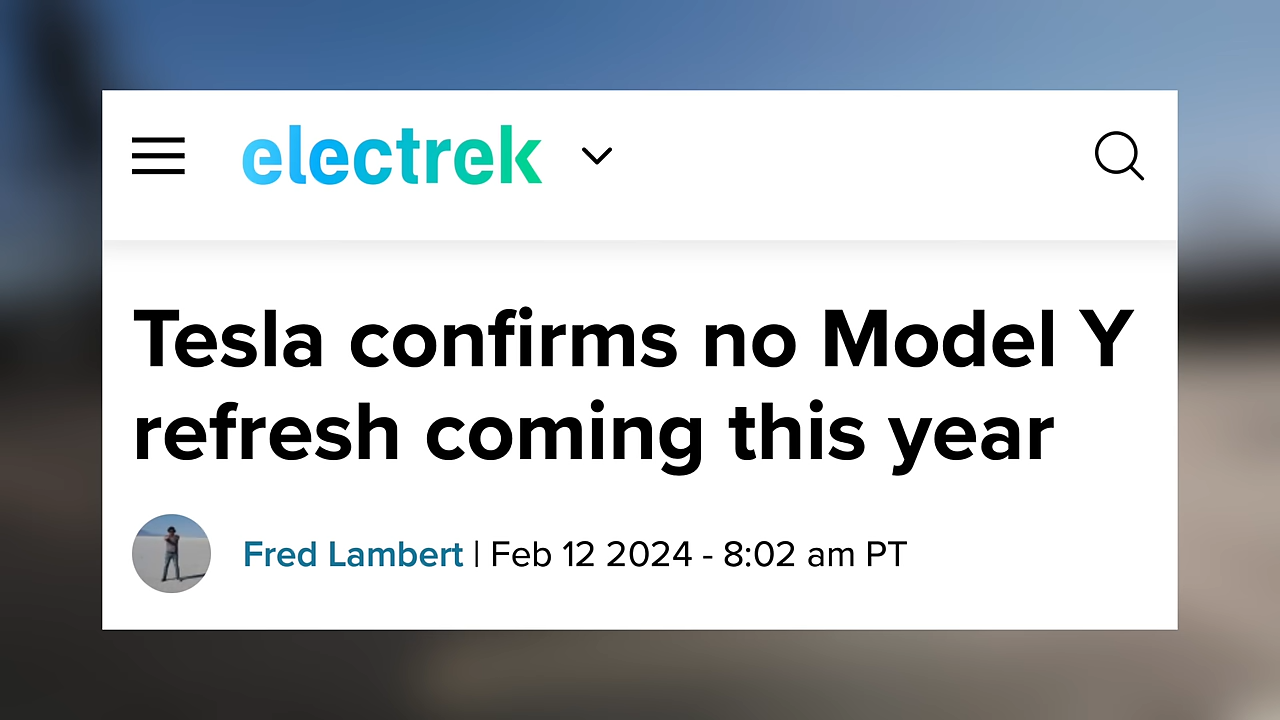 electrek
Tesla confirms no Model Y
refresh coming this year
Fred Lambert | Feb 12 2024 - 8:02 am PT